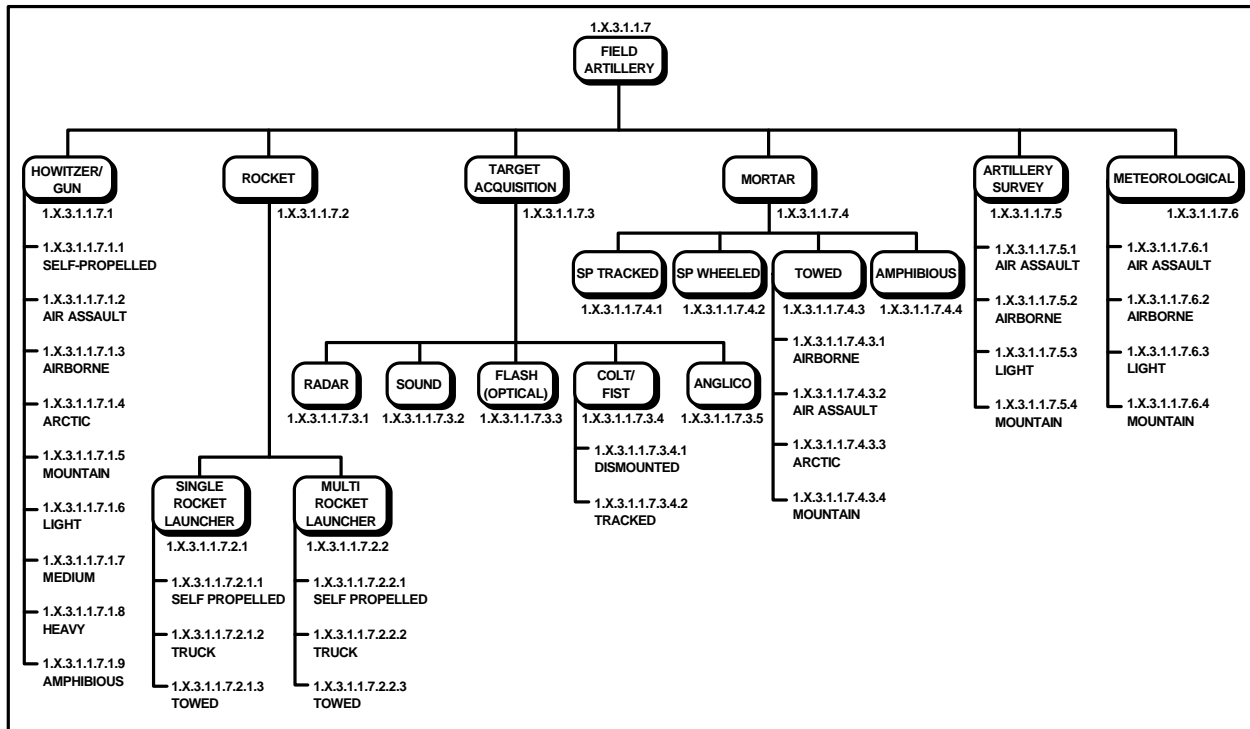 1.X.3.1.1.7
FIELD
ARTILLERY
HOWITZER/
GUN
1.X.3.1.1.7.1
1.X.3.1.1.7.1.1
SELF-PROPELLED
1.X.3.1.1.7.1.2
AIR ASSAULT
1.X.3.1.1.7.1.3
AIRBORNE
1.X.3.1.1.7.1.4
ARCTIC
1.X.3.1.1.7.1.5
MOUNTAIN
1.X.3.1.1.7.1.6
LIGHT
1.X.3.1.1.7.1.7
MEDIUM
1.X.3.1.1.7.1.8
HEAVY
1.X.3.1.1.7.1.9
AMPHIBIOUS
ROCKET
1.X.3.1.1.7.2
SINGLE
ROCKET
LAUNCHER
1.X.3.1.1.7.2.1
1.X.3.1.1.7.2.1.1
SELF PROPELLED
1.X.3.1.1.7.2.1.2
TRUCK
1.X.3.1.1.7.2.1.3
TOWED
MULTI
ROCKET
LAUNCHER
1.X.3.1.1.7.2.2
1.X.3.1.1.7.2.2.1
SELF PROPELLED
1.X.3.1.1.7.2.2.2
TRUCK
1.X.3.1.1.7.2.2.3
TOWED
TARGET
ACQUISITION
1.X.3.1.1.7.3
RADAR
1.X.3.1.1.7.3.1
SOUND
1.X.3.1.1.7.3.2
FLASH
(OPTICAL)
1.X.3.1.1.7.3.3
COLT/
FIST
1.X.3.1.1.7.3.4
1.X.3.1.1.7.3.4.1
DISMOUNTED
1.X.3.1.1.7.3.4.2
TRACKED
ANGLICO
1.X.3.1.1.7.3.5
MORTAR
1.X.3.1.1.7.4
SP TRACKED
1.X.3.1.1.7.4.1
SP WHEELED
1.X.3.1.1.7.4.2
TOWED
1.X.3.1.1.7.4.3
1.X.3.1.1.7.4.3.1
AIRBORNE
1.X.3.1.1.7.4.3.2
AIR ASSAULT
1.X.3.1.1.7.4.3.3
ARCTIC
1.X.3.1.1.7.4.3.4
MOUNTAIN
AMPHIBIOUS
1.X.3.1.1.7.4.4
ARTILLERY
SURVEY
1.X.3.1.1.7.5
1.X.3.1.1.7.5.1
AIR ASSAULT
1.X.3.1.1.7.5.2
AIRBORNE
1.X.3.1.1.7.5.3
LIGHT
1.X.3.1.1.7.5.4
MOUNTAIN
METEOROLOGICAL
1.X.3.1.1.7.6
1.X.3.1.1.7.6.1
AIR ASSAULT
1.X.3.1.1.7.6.2
AIRBORNE
1.X.3.1.1.7.6.3
LIGHT
1.X.3.1.1.7.6.4
MOUNTAIN